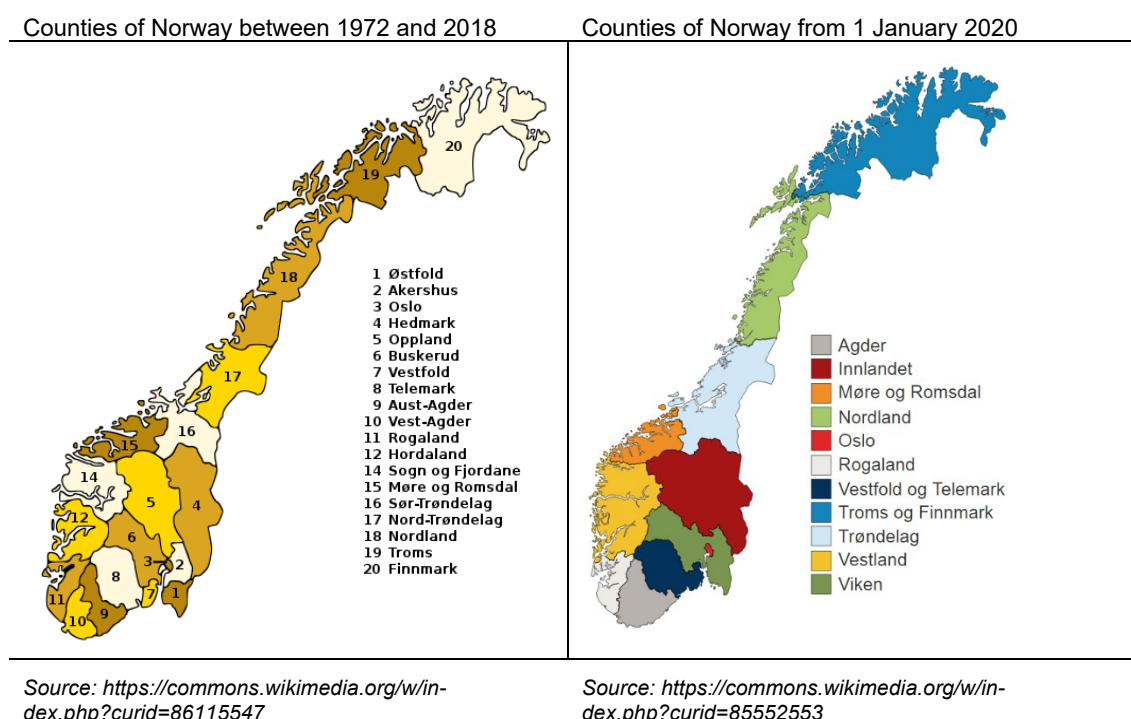 Counties of Norway between 1972 and 2018
Counties of Norway from 1 January 2020
20
19
18
17
16
15
14
5
4
12
6
3
2
8
7
1
11
10
9
1 Østfold
2 Akershus
3 Oslo
4 Hedmark
5 Oppland
6 Buskerud
7 Vestfold
8 Telemark
9 Aust-Agder
10 Vest-Agder
11 Rogaland
12 Hordaland
14 Sogn og Fjordane
15 Møre og Romsdal
16 Sør-Trøndelag
17 Nord-Trøndelag
18 Nordland
19 Troms
20 Finnmark
Agder
Innlandet
Møre og Romsdal
Nordland
Oslo
Rogaland
Vestfold og Telemark
Troms og Finnmark
Trøndelag
Vestland
Viken
Source: https://commons.wikimedia.org/w/in-
dex.php?curid=86115547
Source: https://commons.wikimedia.org/w/in-
dex.php?curid=85552553